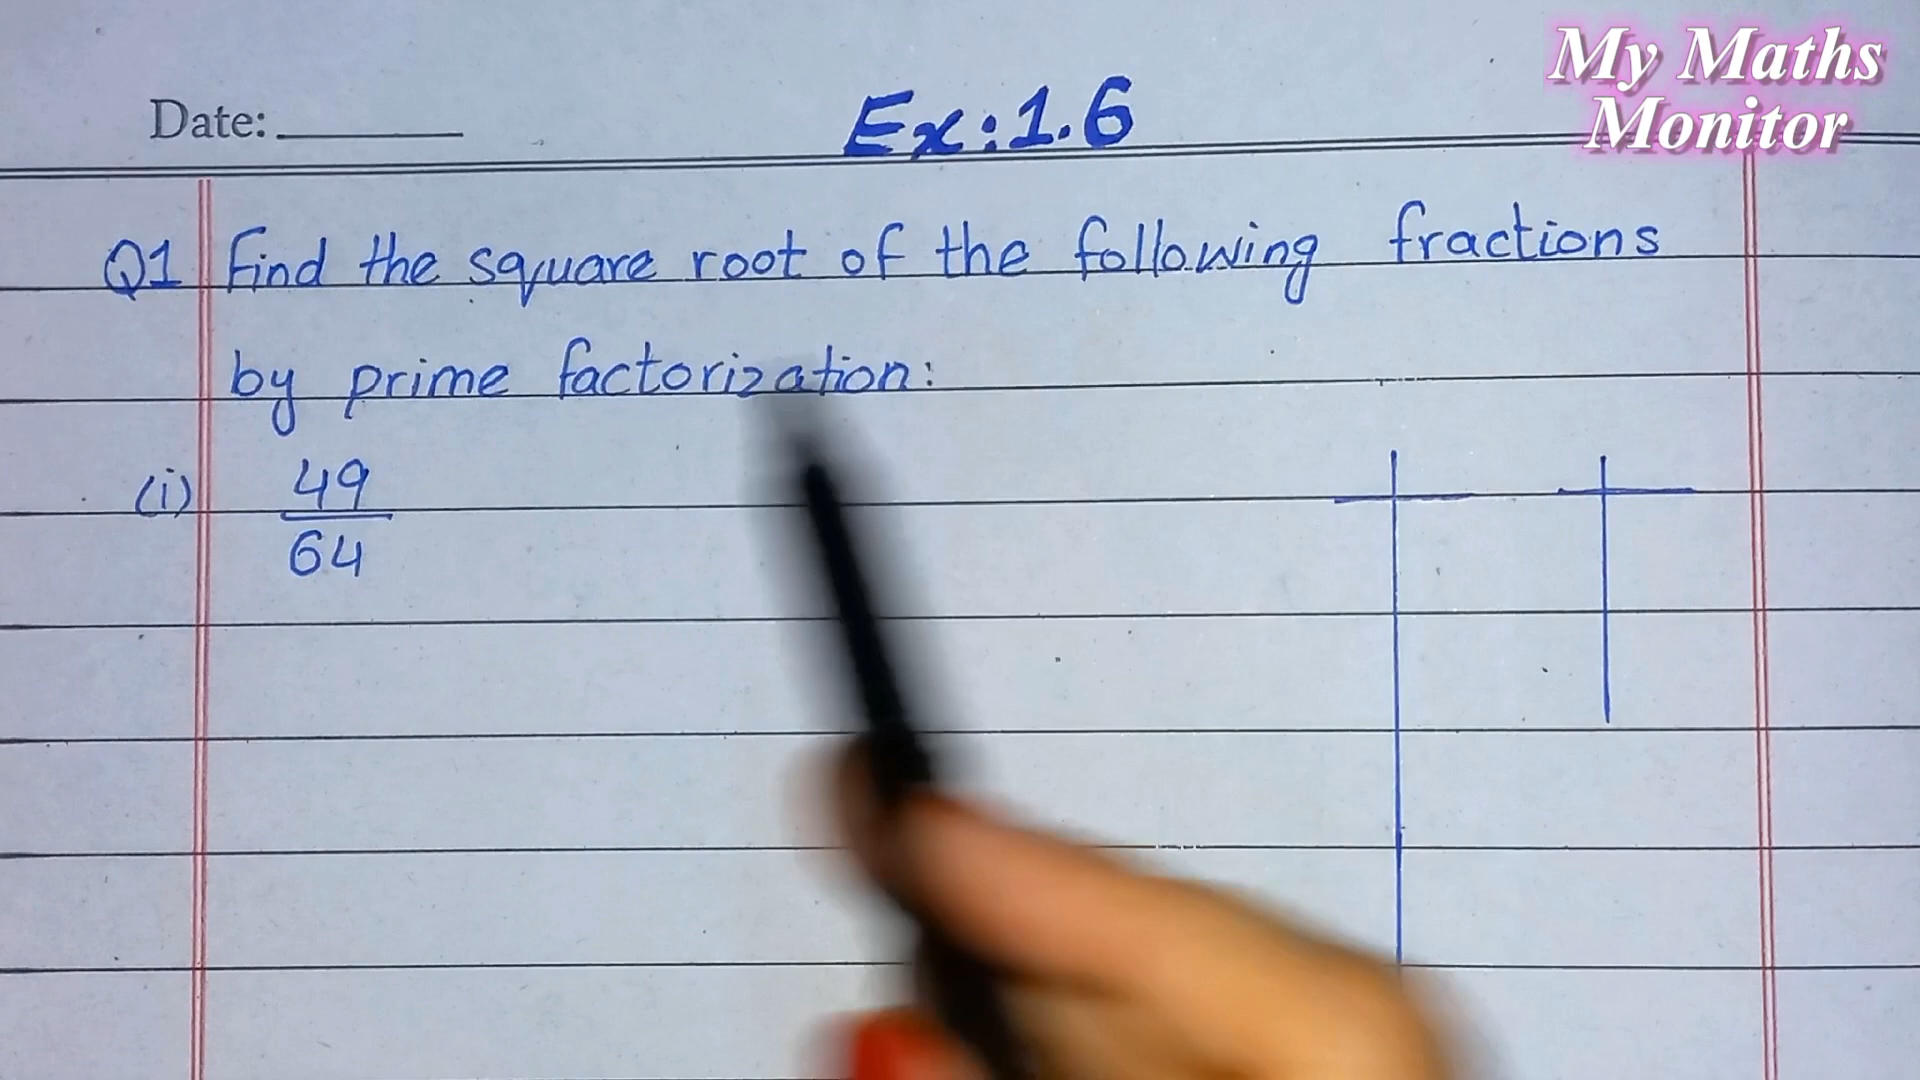 My Maths
Monitor
Date:
Ex:1.6
Q1 Find the square root of the following fractions
by prime factorization:
(i) 49
64